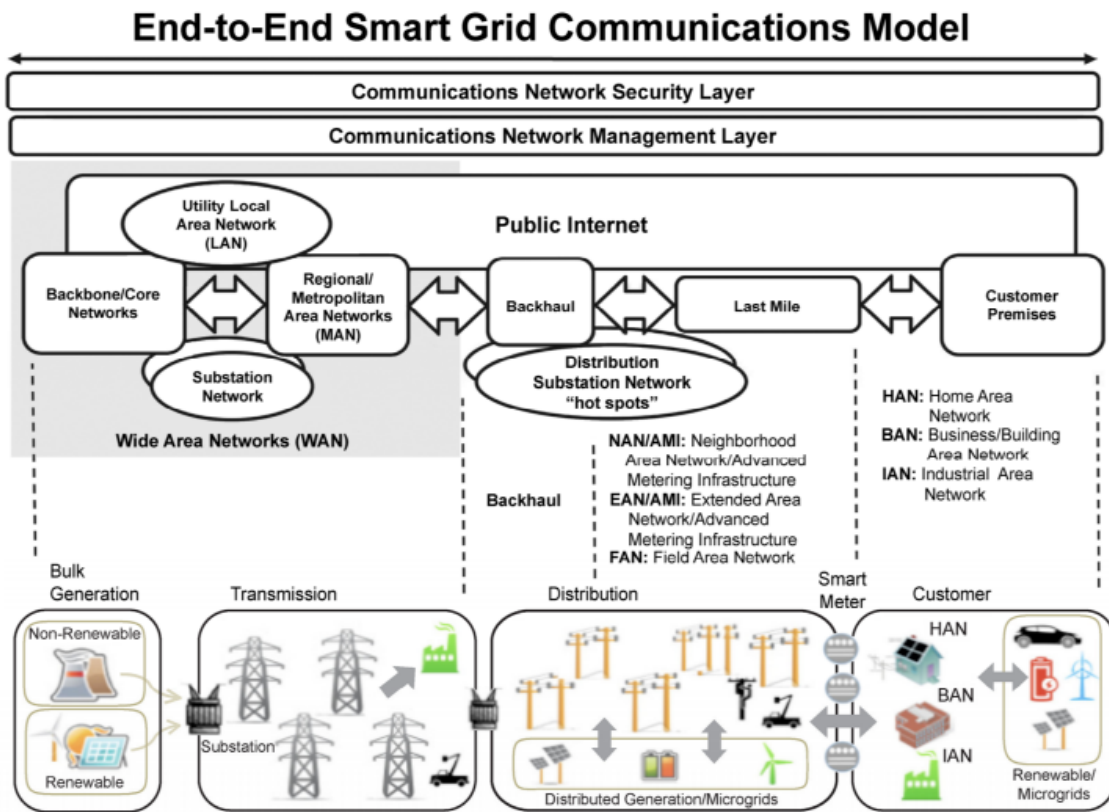 End-to-End Smart Grid Communications Model
Communications Network Security Layer
Communications Network Management Layer
Utility Local
Area Network
(LAN)
Public Internet
Backbone/Core
Networks
Regional/
Metropolitan
Area Networks
(MAN)
Backhaul
Last Mile
Customer
Premises
Substation
Network
Distribution
Substation Network
“hot spots”
Wide Area Networks (WAN)
HAN: Home Area
Network
BAN: Business/Building
Area Network
IAN: Industrial Area
Network
Backhaul
NAN/AMI: Neighborhood
Area Network/Advanced
Metering Infrastructure
EAN/AMI: Extended Area
Network/Advanced
Metering Infrastructure
FAN: Field Area Network
Bulk
Generation
Transmission
Distribution
Smart
Meter
Customer
Non-Renewable
Renewable
Substation
Distributed Generation/Microgrids
HAN
BAN
IAN
Renewable/
Microgrids